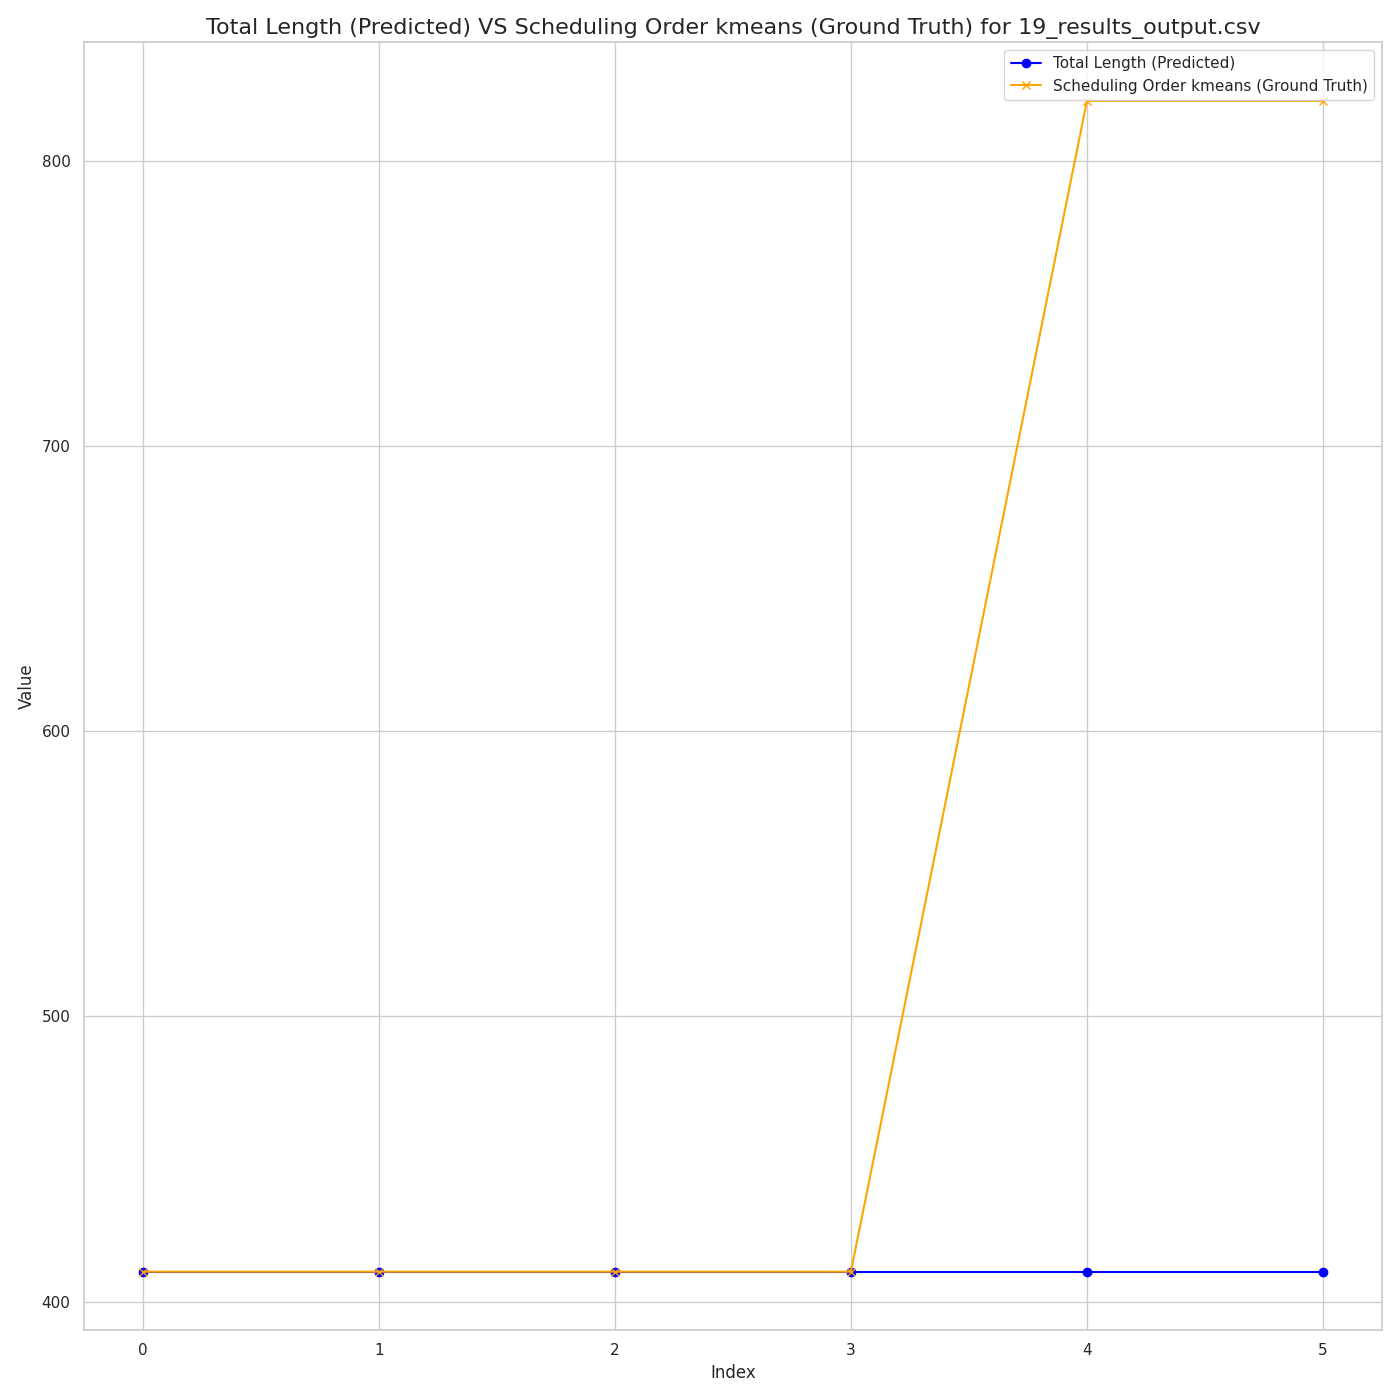 Total Length (Predicted) VS Scheduling Order kmeans (Ground Truth) for 19_results_output.csv
Total Length (Predicted)
Scheduling Order kmeans (Ground Truth)
800
700
600
500
400
Value
0 1 2 3 4 5
Index